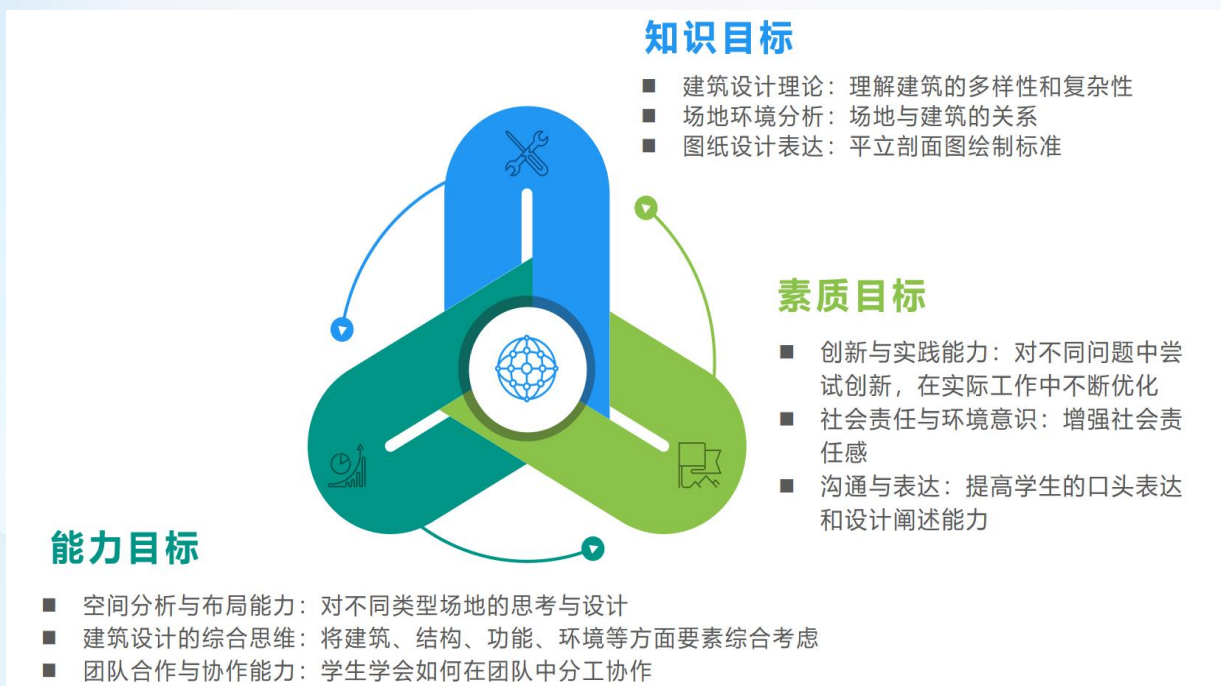 知识目标
■ 建筑设计理论：理解建筑的多样性和复杂性
■ 场地环境分析：场地与建筑的关系
■ 图纸设计表达：平立剖面图绘制标准
素质目标
■ 创新与实践能力：对不同问题中尝
试创新，在实际工作中不断优化
■ 社会责任与环境意识：增强社会责
任感
■ 沟通与表达：提高学生的口头表达
和设计阐述能力
能力目标
■ 空间分析与布局能力：对不同类型场地的思考与设计
■ 建筑设计的综合思维：将建筑、结构、功能、环境等方面要素综合考虑
■ 团队合作与协作能力：学生学会如何在团队中分工协作